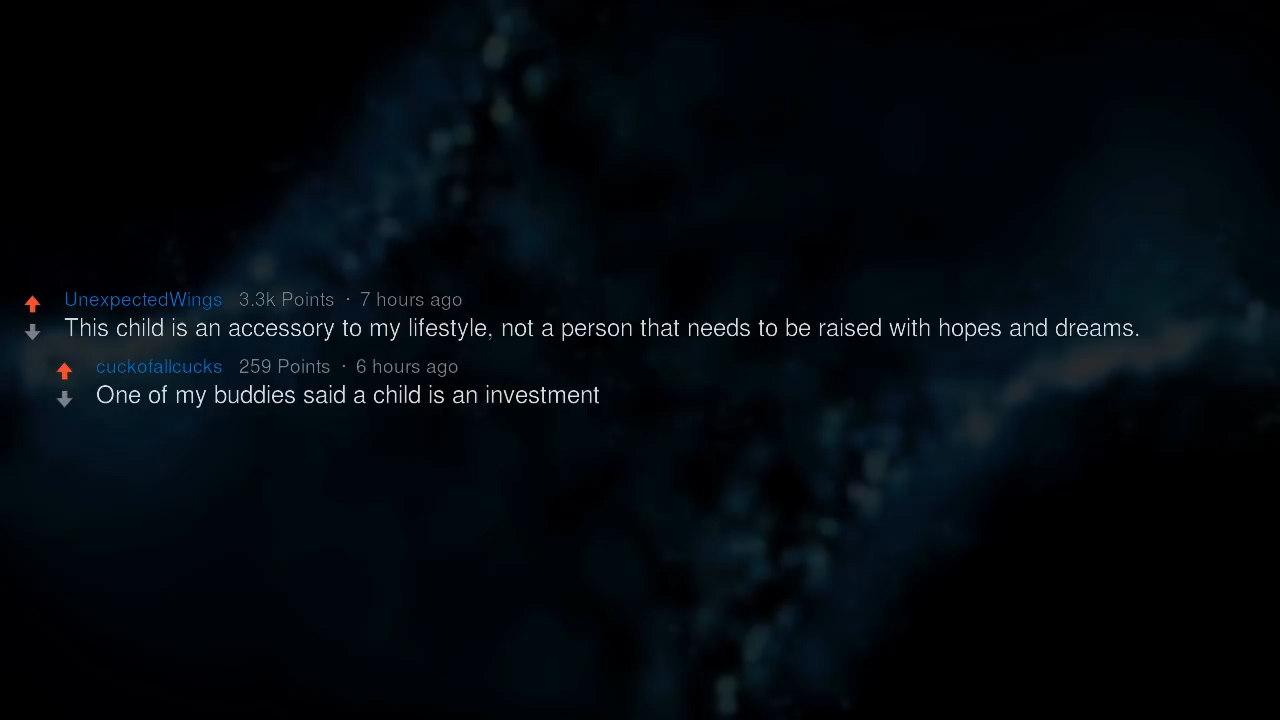 UnexpectedWings 3.3k Points · 7 hours ago
This child is an accessory to my lifestyle, not a person that needs to be raised with hopes and dreams.
cuckofallcucks 259 Points · 6 hours ago
One of my buddies said a child is an investment